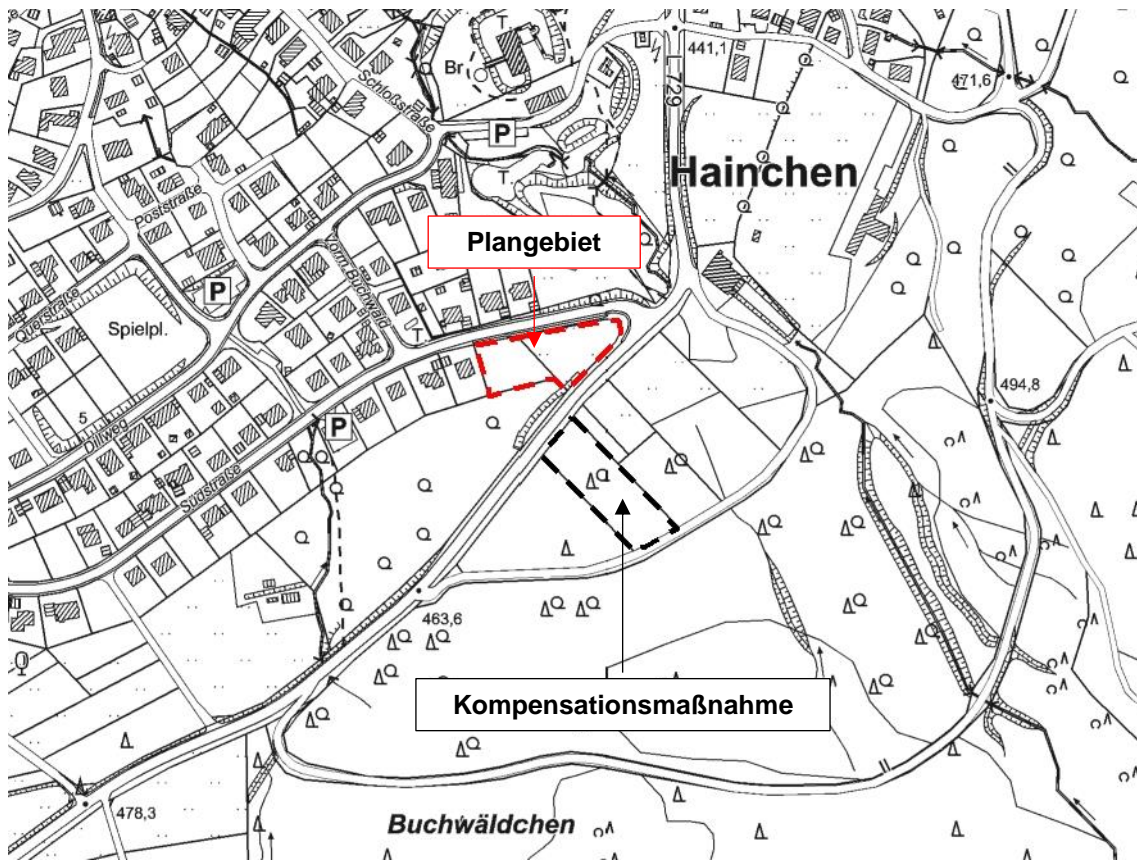 T
441,1
Br
L 729
471,6
Schloßstraße
P
Hainchen
T
Poststraße
Plangebiet
Vorm Buchwald
P
Querstraße
Spielpl.
T
494,8
5
P
Dillweg
Südstraße
463,6
Kompensationsmaßnahme
478,3
Buchwäldchen